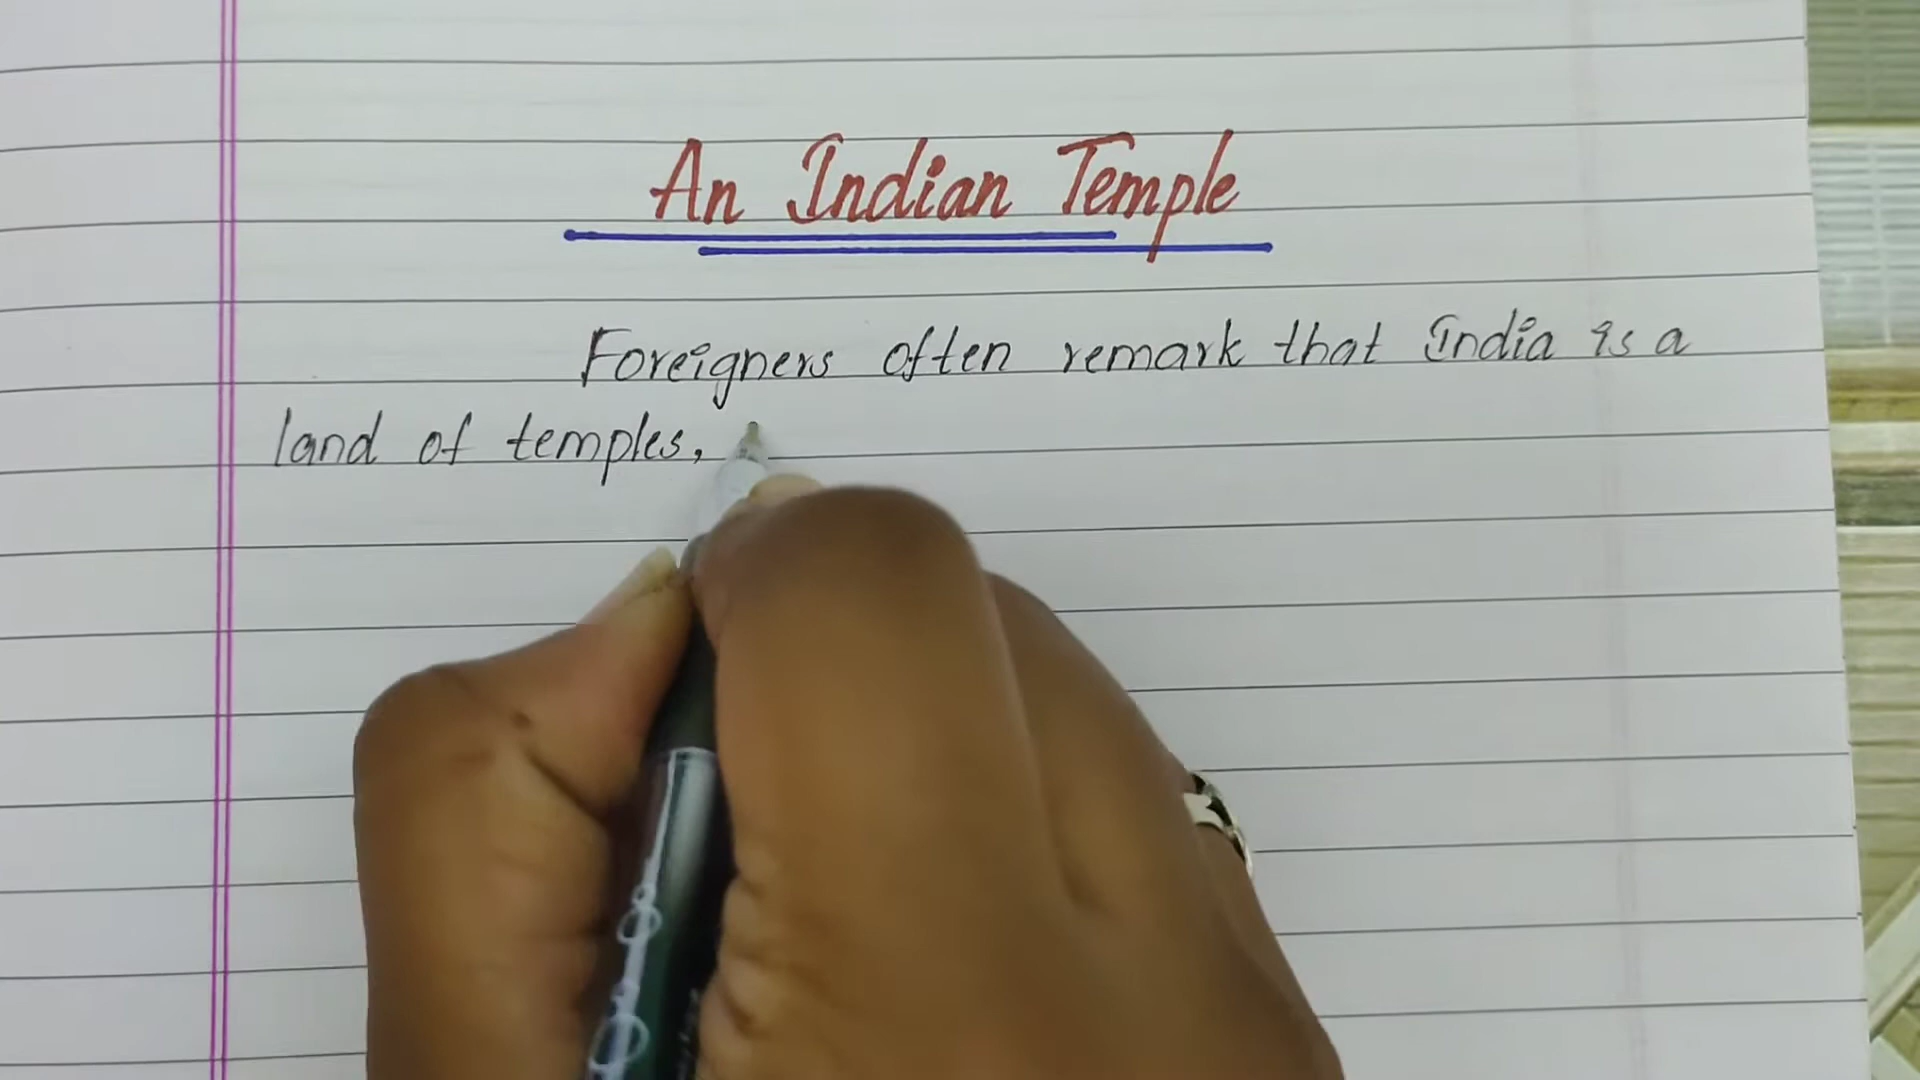 An Indian Temple
Foreigners often remark that India is a
land of temples,